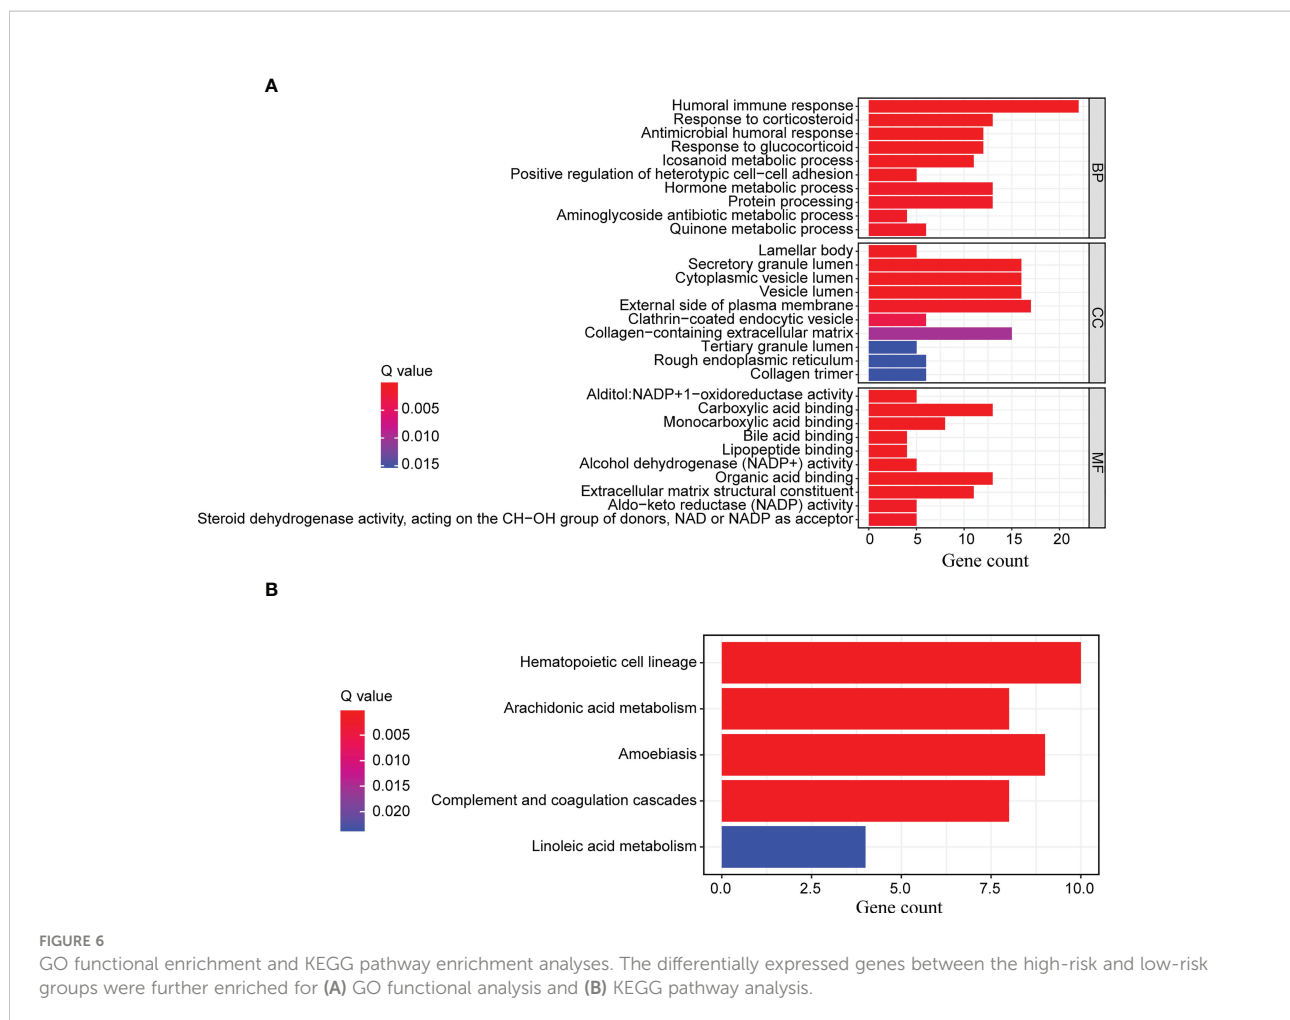 A
Humoral immune response
Response to corticosteroid
Antimicrobial humoral response
Response to glucocorticoid
Icosanoid metabolic process
Positive regulation of heterotypic cell−cell adhesion
Hormone metabolic process
Protein processing
Aminoglycoside antibiotic metabolic process
Quinone metabolic process
BP
Lamellar body
Secretory granule lumen
Cytoplasmic vesicle lumen
Vesicle lumen
External side of plasma membrane
Clathrin−coated endocytic vesicle
Collagen−containing extracellular matrix
Tertiary granule lumen
Rough endoplasmic reticulum
Collagen trimer
CC
Alditol:NADP+1−oxidoreductase activity
Carboxylic acid binding
Monocarboxylic acid binding
Bile acid binding
Lipopeptide binding
Alcohol dehydrogenase (NADP+) activity
Organic acid binding
Extracellular matrix structural constituent
Aldo−keto reductase (NADP) activity
Steroid dehydrogenase activity, acting on the CH−OH group of donors, NAD or NADP as acceptor
MF
0 5 10 15 20
Gene count
Q value
0.005
0.010
0.015
B
Hematopoietic cell lineage
Arachidonic acid metabolism
Amoebiasis
Complement and coagulation cascades
Linoleic acid metabolism
0.0 2.5 5.0 7.5 10.0
Gene count
Q value
0.005
0.010
0.015
0.020
FIGURE 6
GO functional enrichment and KEGG pathway enrichment analyses. The differentially expressed genes between the high-risk and low-risk
groups were further enriched for (A) GO functional analysis and (B) KEGG pathway analysis.